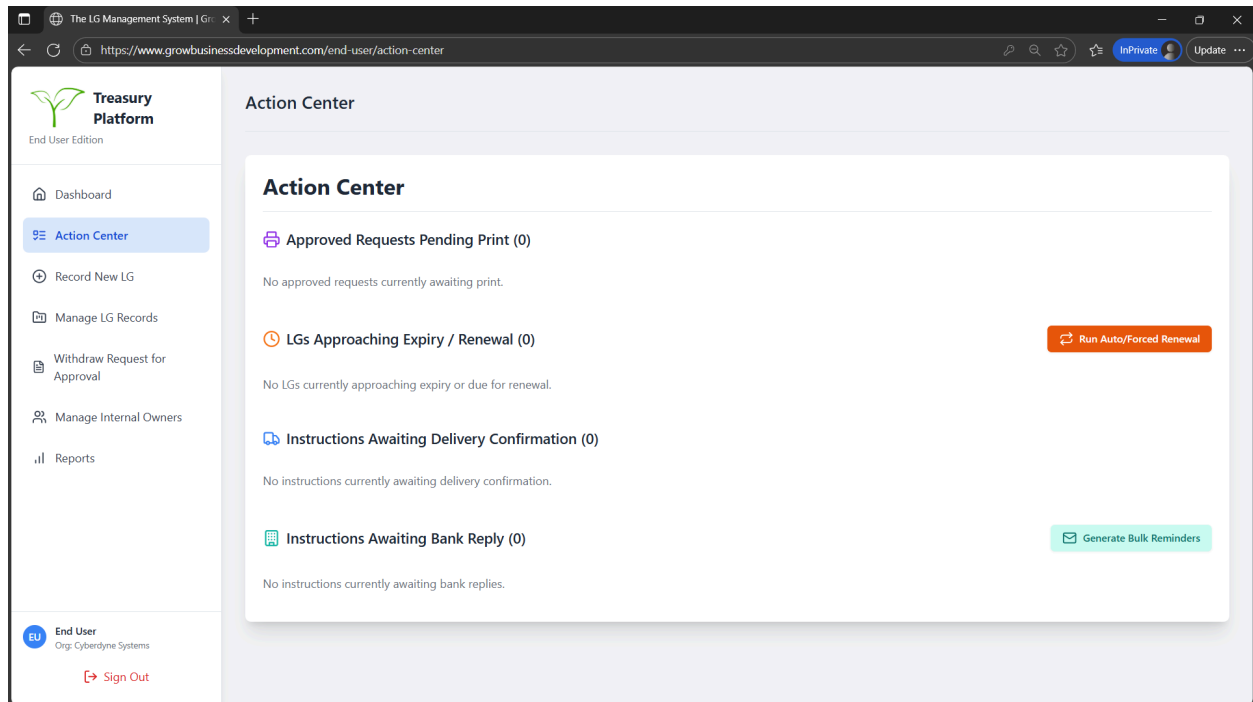 The LG Management System | Gro
https://www.growbusinessdevelopment.com/end-user/action-center
InPrivate
Update
Treasury
Platform
End User Edition
Dashboard
Action Center
Record New LG
Manage LG Records
Withdraw Request for
Approval
Manage Internal Owners
Reports
EU
End User
Org: Cyberdyne Systems
Sign Out
Action Center
Action Center
Approved Requests Pending Print (0)
No approved requests currently awaiting print.
LGs Approaching Expiry / Renewal (0)
Run Auto/Forced Renewal
No LGs currently approaching expiry or due for renewal.
Instructions Awaiting Delivery Confirmation (0)
No instructions currently awaiting delivery confirmation.
Instructions Awaiting Bank Reply (0)
Generate Bulk Reminders
No instructions currently awaiting bank replies.